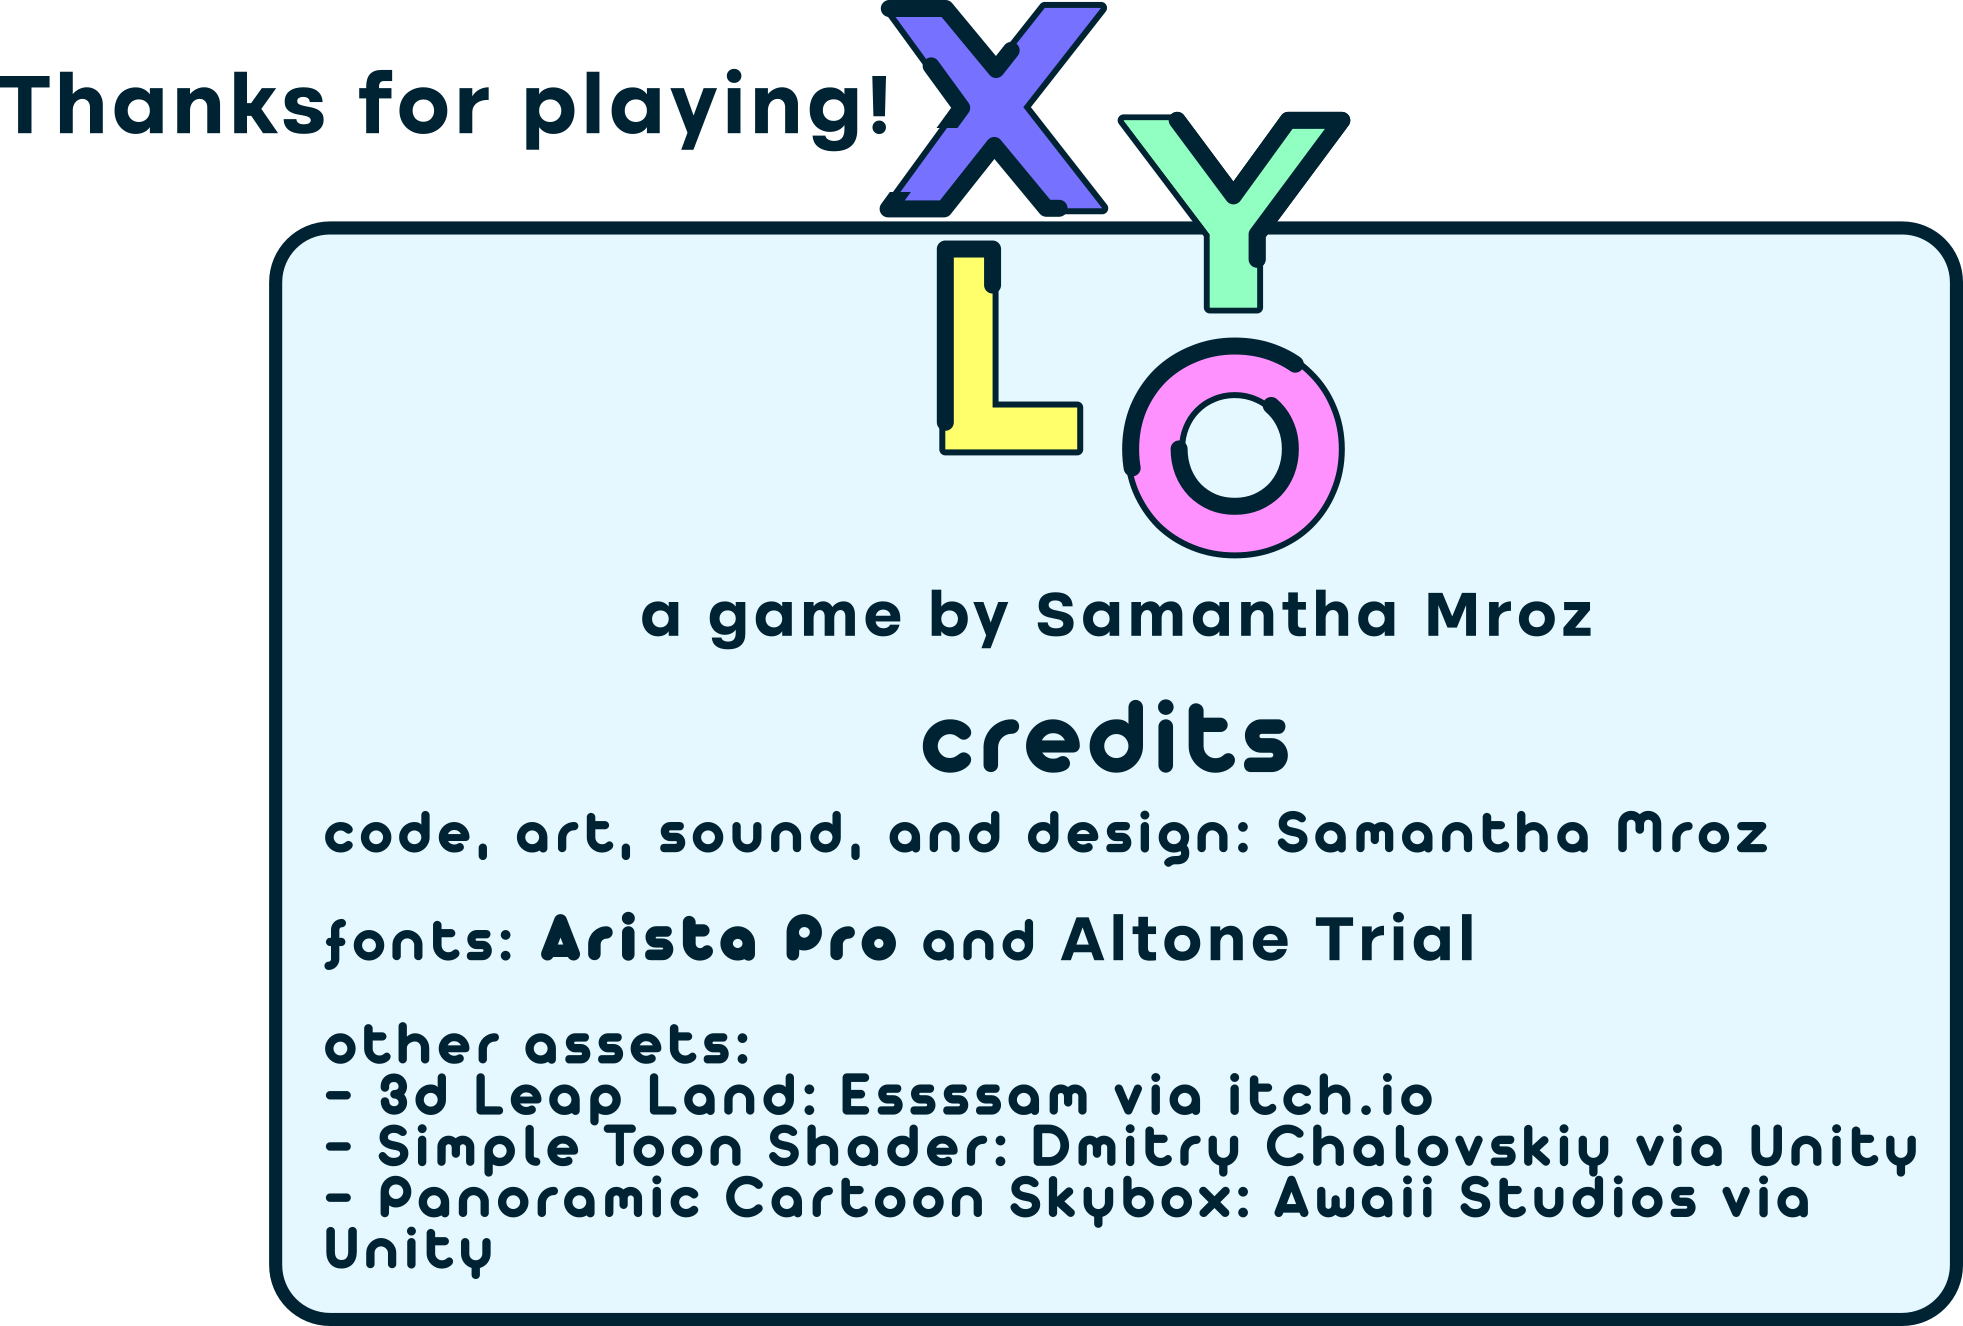 Thanks for playing!
XY
LO
a game by Samantha Mroz
credits
code, art, sound, and design: Samantha Mroz
fonts: Arista Pro and Altone Trial
other assets:
- 3d Leap Land: Essssam via itch.io
- Simple Toon Shader: Dmitry Chalovskiy via Unity
- Panoramic Cartoon Skybox: Awaii Studios via
Unity